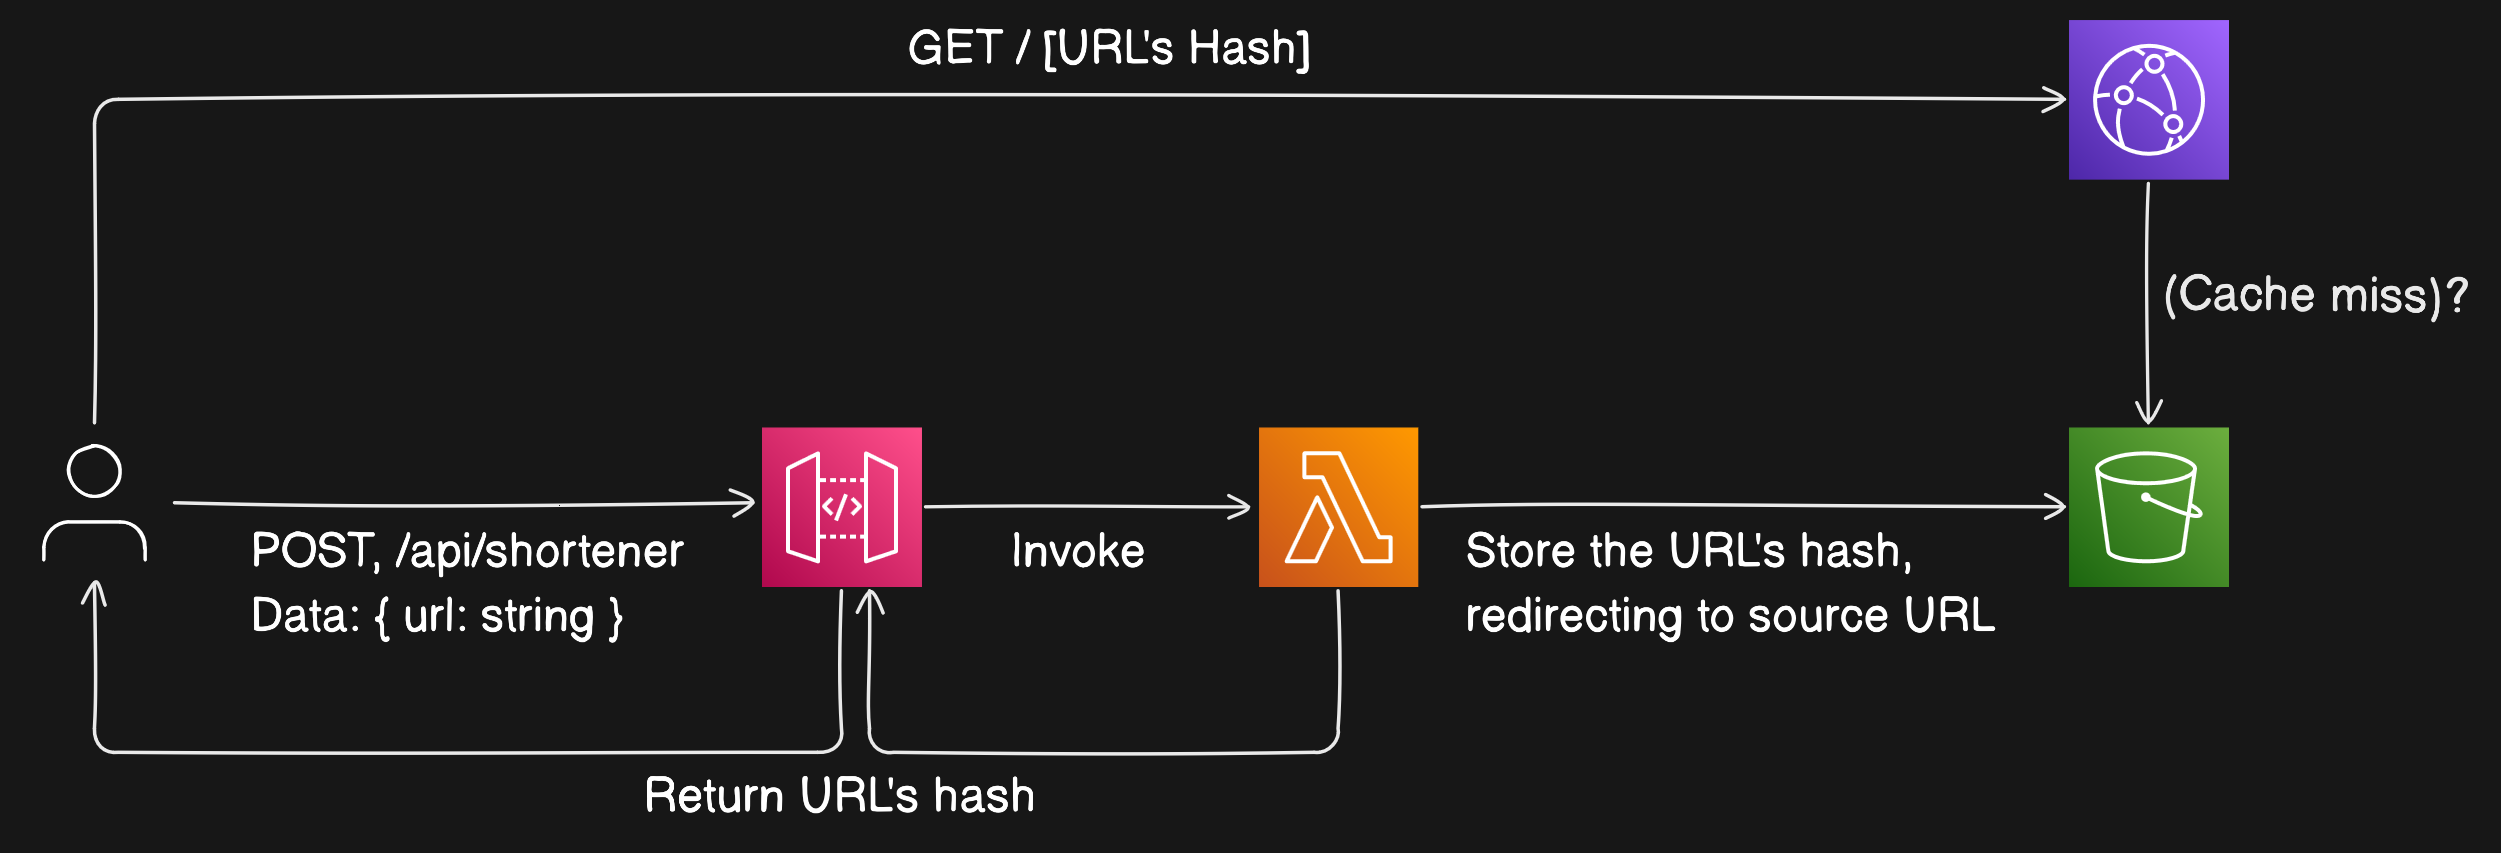 GET /[URL's Hash]
(Cache miss)?
POST, /api/shortener
Data: { url: string }
Invoke
Store the URL's hash,
redirecting to source URL
Return URL's hash